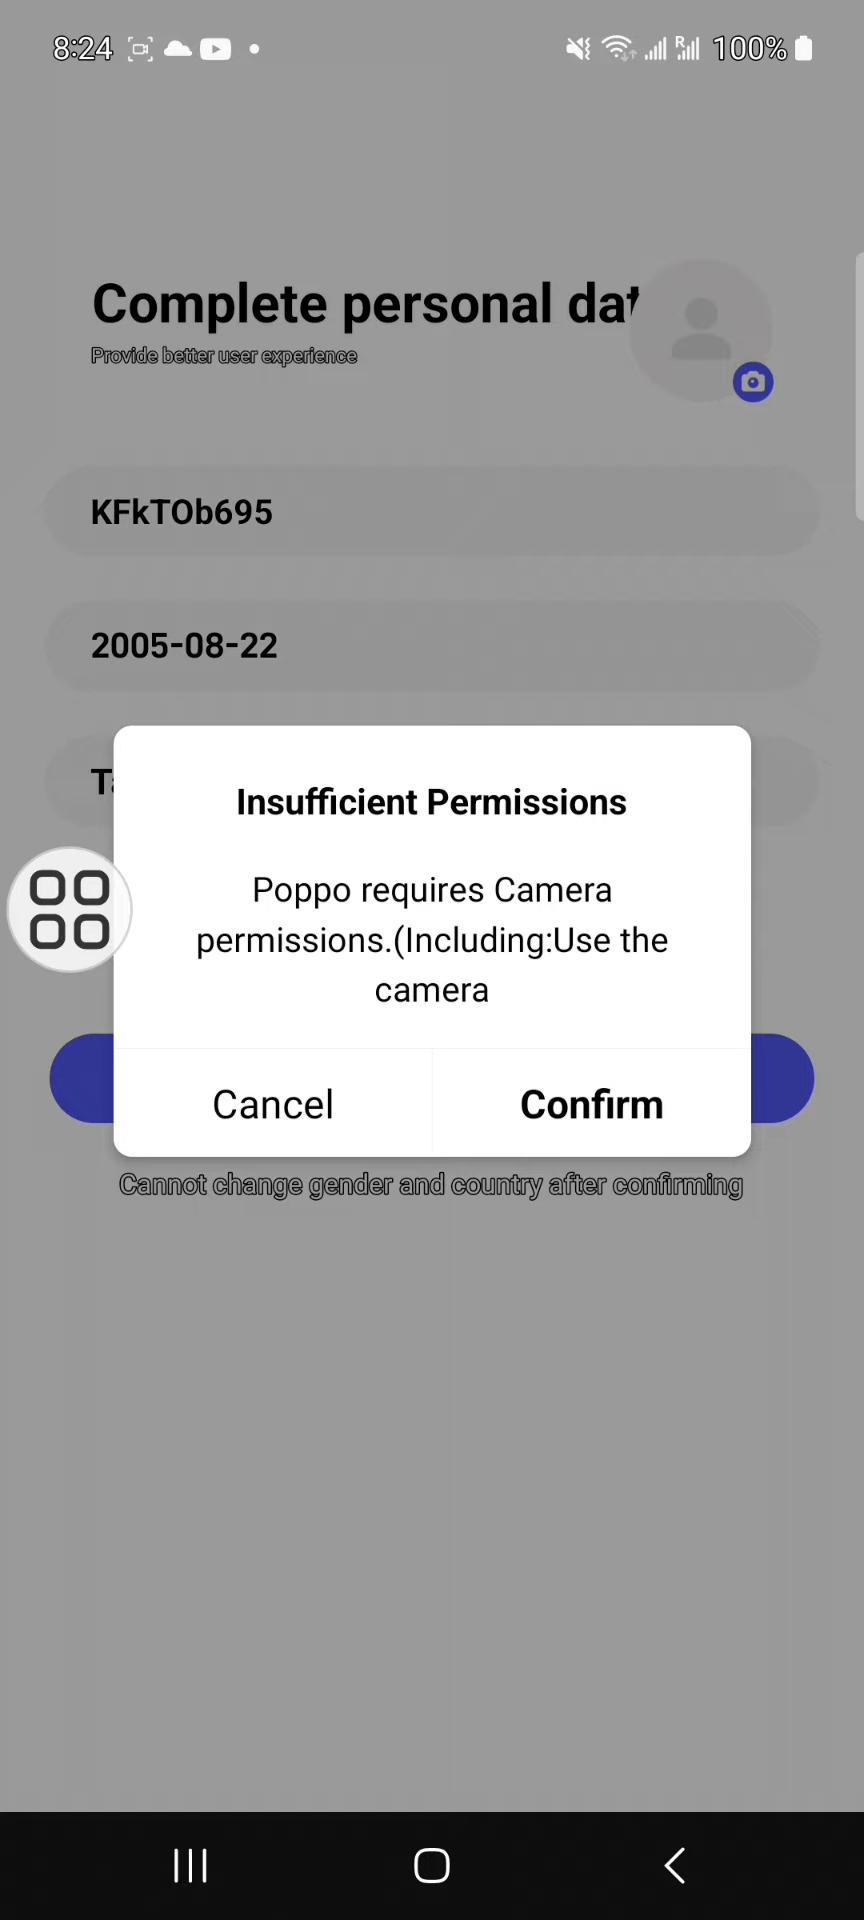 8:24
R
100%
Complete personal dat
Provide better user experience
KFkTOb695
2005-08-22
Ta
Insufficient Permissions
Poppo requires Camera
permissions.(Including:Use the
camera
Cancel
Confirm
Cannot change gender and country after confirming